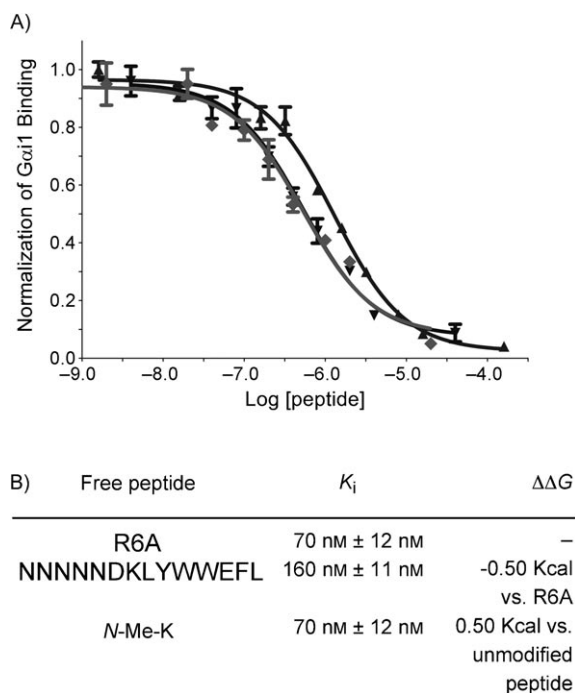 A)
Normalization of Gαi1 Binding
1.0
0.8
0.6
0.4
0.2
0.0
–9.0 –8.0 –7.0 –6.0 –5.0 –4.0
Log [peptide]
B) Free peptide Ki ΔΔG
R6A 70 nM ± 12 nM –
NNNNNDKLYWWEFL 160 nM ± 11 nM -0.50 Kcal
vs. R6A
N-Me-K 70 nM ± 12 nM 0.50 Kcal vs.
unmodified
peptide